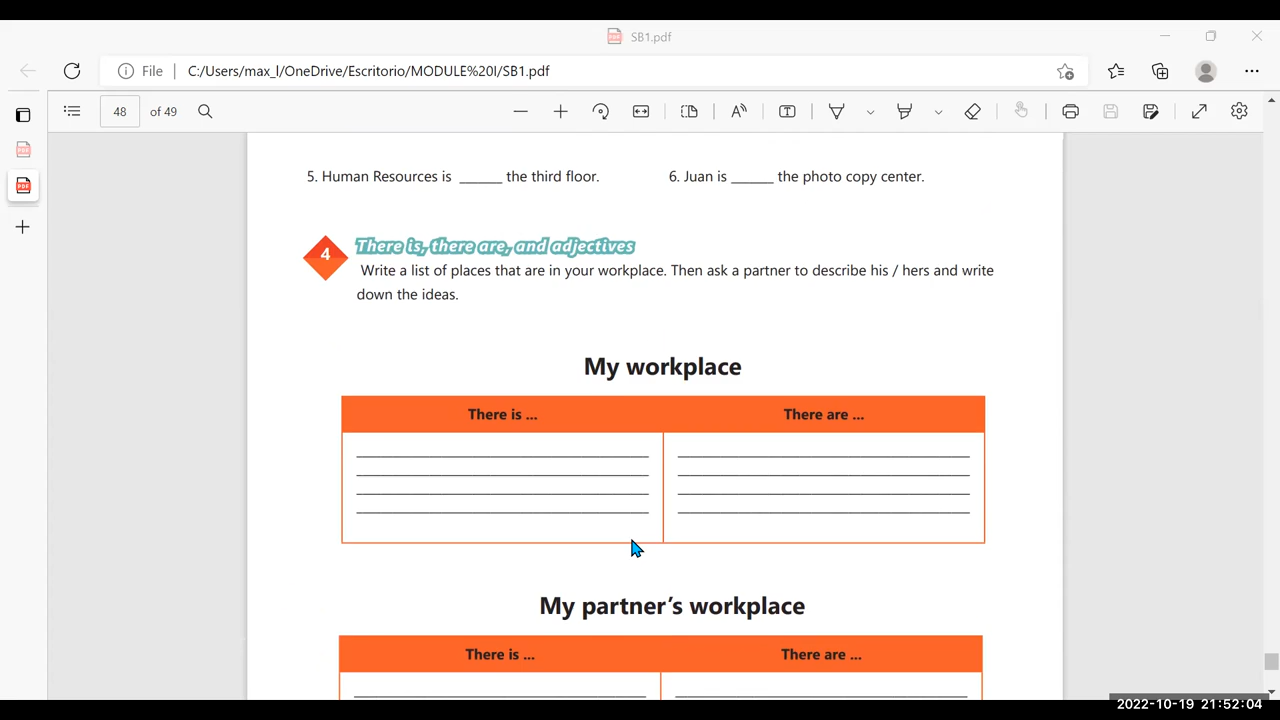 SB1.pdf
File C:/Users/max_l/OneDrive/Escritorio/MODULE%20I/SB1.pdf
48 of 49
5. Human Resources is ______ the third floor. 6. Juan is ______ the photo copy center.
4 There is, there are, and adjectives
Write a list of places that are in your workplace. Then ask a partner to describe his / hers and write
down the ideas.
My workplace
There is ... There are ...
My partner's workplace
There is ... There are ...
2022-10-19 21:52:04